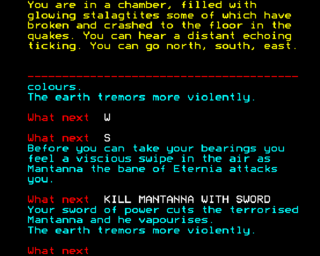 You are in a chamber, filled with
glowing stalagtites some of which have
broken and crashed to the floor in the
quakes. You can hear a distant echoing
ticking. You can go north, south, east.
colours.
The earth tremors more violently.
What next W
What next S
Before you can take your bearings you
feel a viscious swipe in the air as
Mantanna the bane of Eternia attacks
you.
What next KILL MANTANNA WITH SWORD
Your sword of power cuts the terrorised
Mantanna and he vapourises.
The earth tremors more violently.
What next